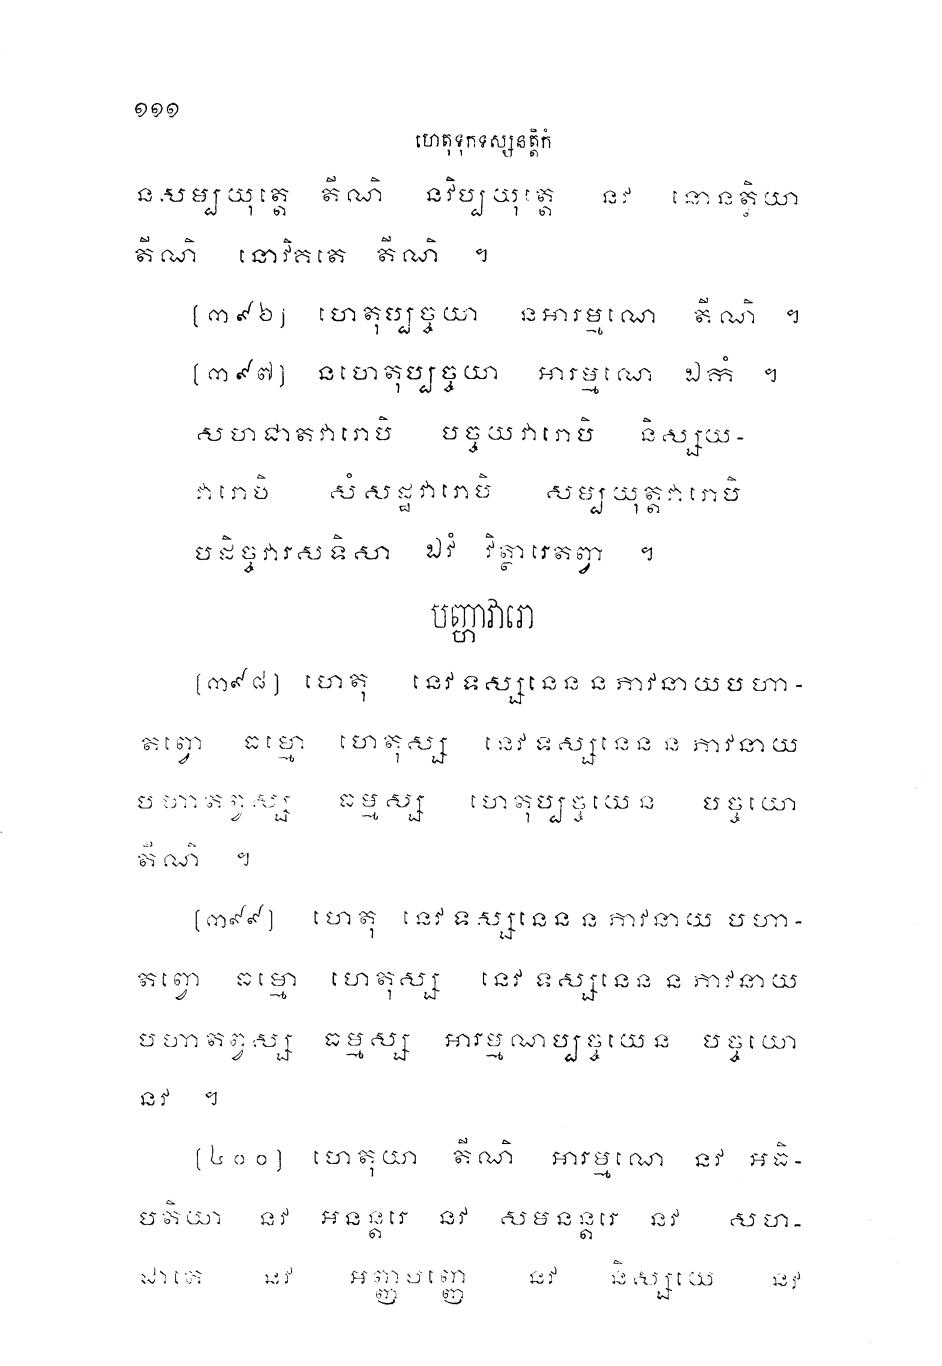 ១១១
ហេតុទុកទស្សនត្តិកំ
នសម្បយុត្តេ តីណិ នវិប្បយុត្តេ នវ នោនត្ថិយា
តីណិ នោវិគតេ តីណិ ។
[៣៩៦] ហេតុប្បច្ចយា នអារម្មណេ តីណិ ។
[៣៩៧] នហេតុប្បច្ចយា អារម្មណេ ឯកំ ។
សហជាតវារោបិ បច្ចយវារោបិ និស្សយ-
វារោបិ សំសដ្ឋវារោបិ សម្បយុត្តវារោបិ
បដិច្ចវារសទិសា ឯវំ វិត្ថារេតព្វា ។
បញ្ហាវារោ
[៣៩៨] ហេតុ នេវទស្សនេននភាវនាយបហា-
តព្វោ ធម្មោ ហេតុស្ស នេវទស្សនេននភាវនាយ
បហាតព្វស្ស ធម្មស្ស ហេតុប្បច្ចយេន បច្ចយោ
តីណិ ។
[៣៩៩] ហេតុ នេវទស្សនេននភាវនាយបហា-
តព្វោ ធម្មោ ហេតុស្ស នេវទស្សនេននភាវនាយ
បហាតព្វស្ស ធម្មស្ស អារម្មណប្បច្ចយេន បច្ចយោ
នវ ។
[៤០០] ហេតុយា តីណិ អារម្មណេ នវ អធិ-
បតិយា នវ អនន្តរេ នវ សមនន្តរេ នវ សហ-
ជាតេ នវ អញ្ញមញ្ញេ នវ និស្សយេ នវ